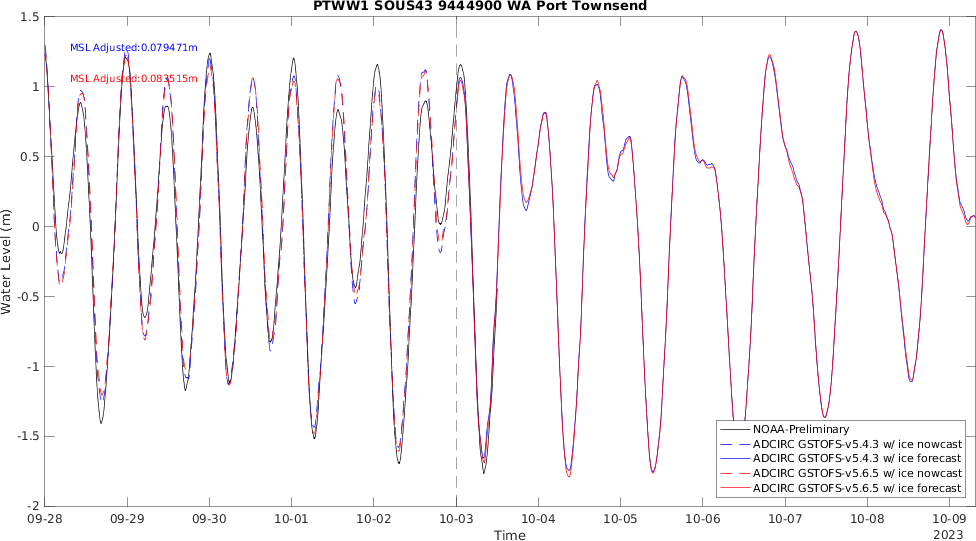 PTWW1 SOUS43 9444900 WA Port Townsend
1.5
1
0.5
0
-0.5
-1
-1.5
-2
Water Level (m)
MSL Adjusted:0.079471m
MSL Adjusted:0.083515m
NOAA-Preliminary
ADCIRC GSTOFS-v5.4.3 w/ ice nowcast
ADCIRC GSTOFS-v5.4.3 w/ ice forecast
ADCIRC GSTOFS-v5.6.5 w/ ice nowcast
ADCIRC GSTOFS-v5.6.5 w/ ice forecast
09-28 09-29 09-30 10-01 10-02 10-03 10-04 10-05 10-06 10-07 10-08 10-09
2023
Time